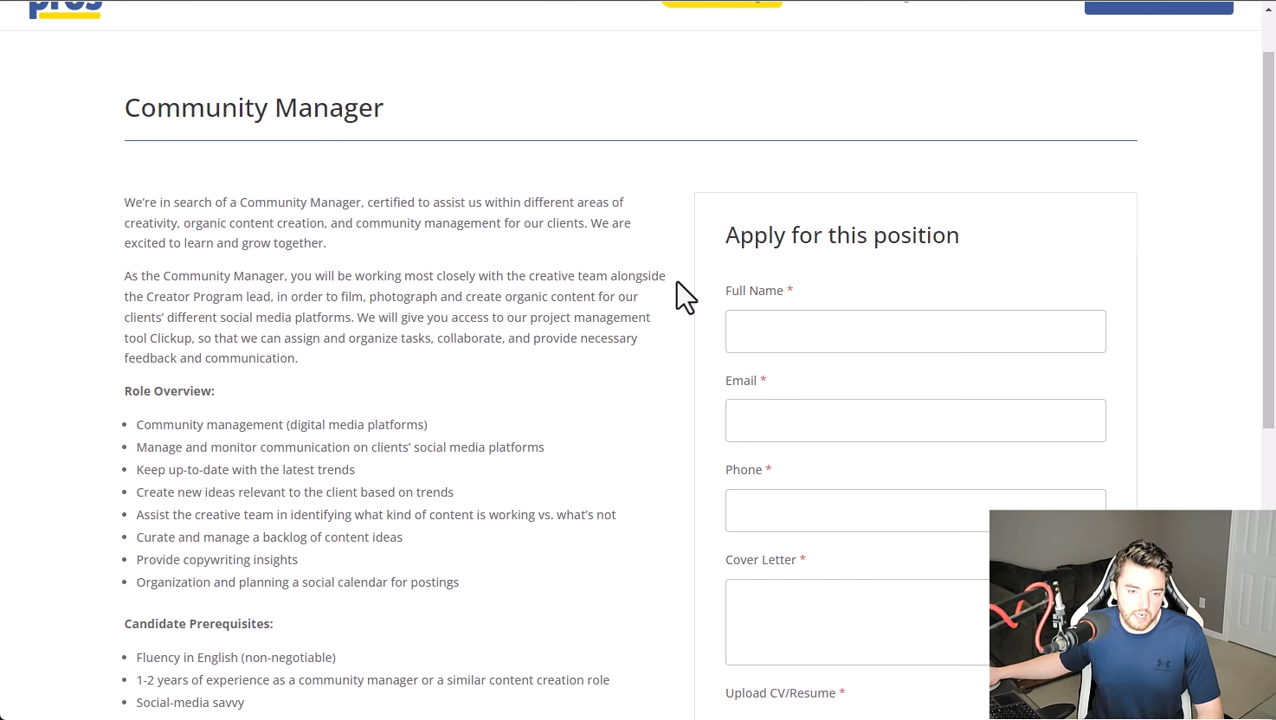 pros
Community Manager
We're in search of a Community Manager, certified to assist us within different areas of
creativity, organic content creation, and community management for our clients. We are
excited to learn and grow together.
As the Community Manager, you will be working most closely with the creative team alongside
the Creator Program lead, in order to film, photograph and create organic content for our
clients' different social media platforms. We will give you access to our project management
tool Clickup, so that we can assign and organize tasks, collaborate, and provide necessary
feedback and communication.
Role Overview:
Community management (digital media platforms)
Manage and monitor communication on clients' social media platforms
Keep up-to-date with the latest trends
Create new ideas relevant to the client based on trends
Assist the creative team in identifying what kind of content is working vs. what's not
Curate and manage a backlog of content ideas
Provide copywriting insights
Organization and planning a social calendar for postings
Candidate Prerequisites:
Fluency in English (non-negotiable)
1-2 years of experience as a community manager or a similar content creation role
Social-media savvy
Apply for this position
Full Name *
Email *
Phone *
Cover Letter *
Upload CV/Resume *